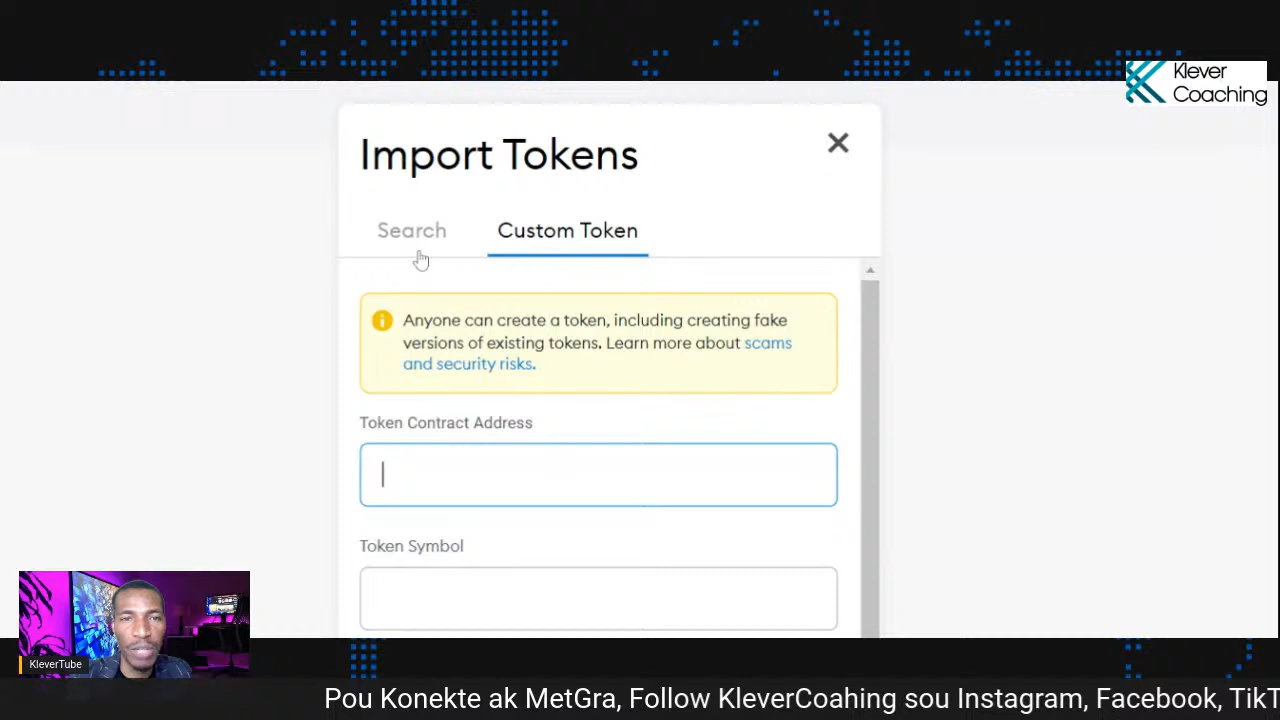 Klever
Coaching
Import Tokens
Search
Custom Token
Anyone can create a token, including creating fake
versions of existing tokens. Learn more about scams
and security risks.
Token Contract Address
Token Symbol
KleverTube
Pou Konekte ak MetGra, Follow KleverCoahing sou Instagram, Facebook, TikT